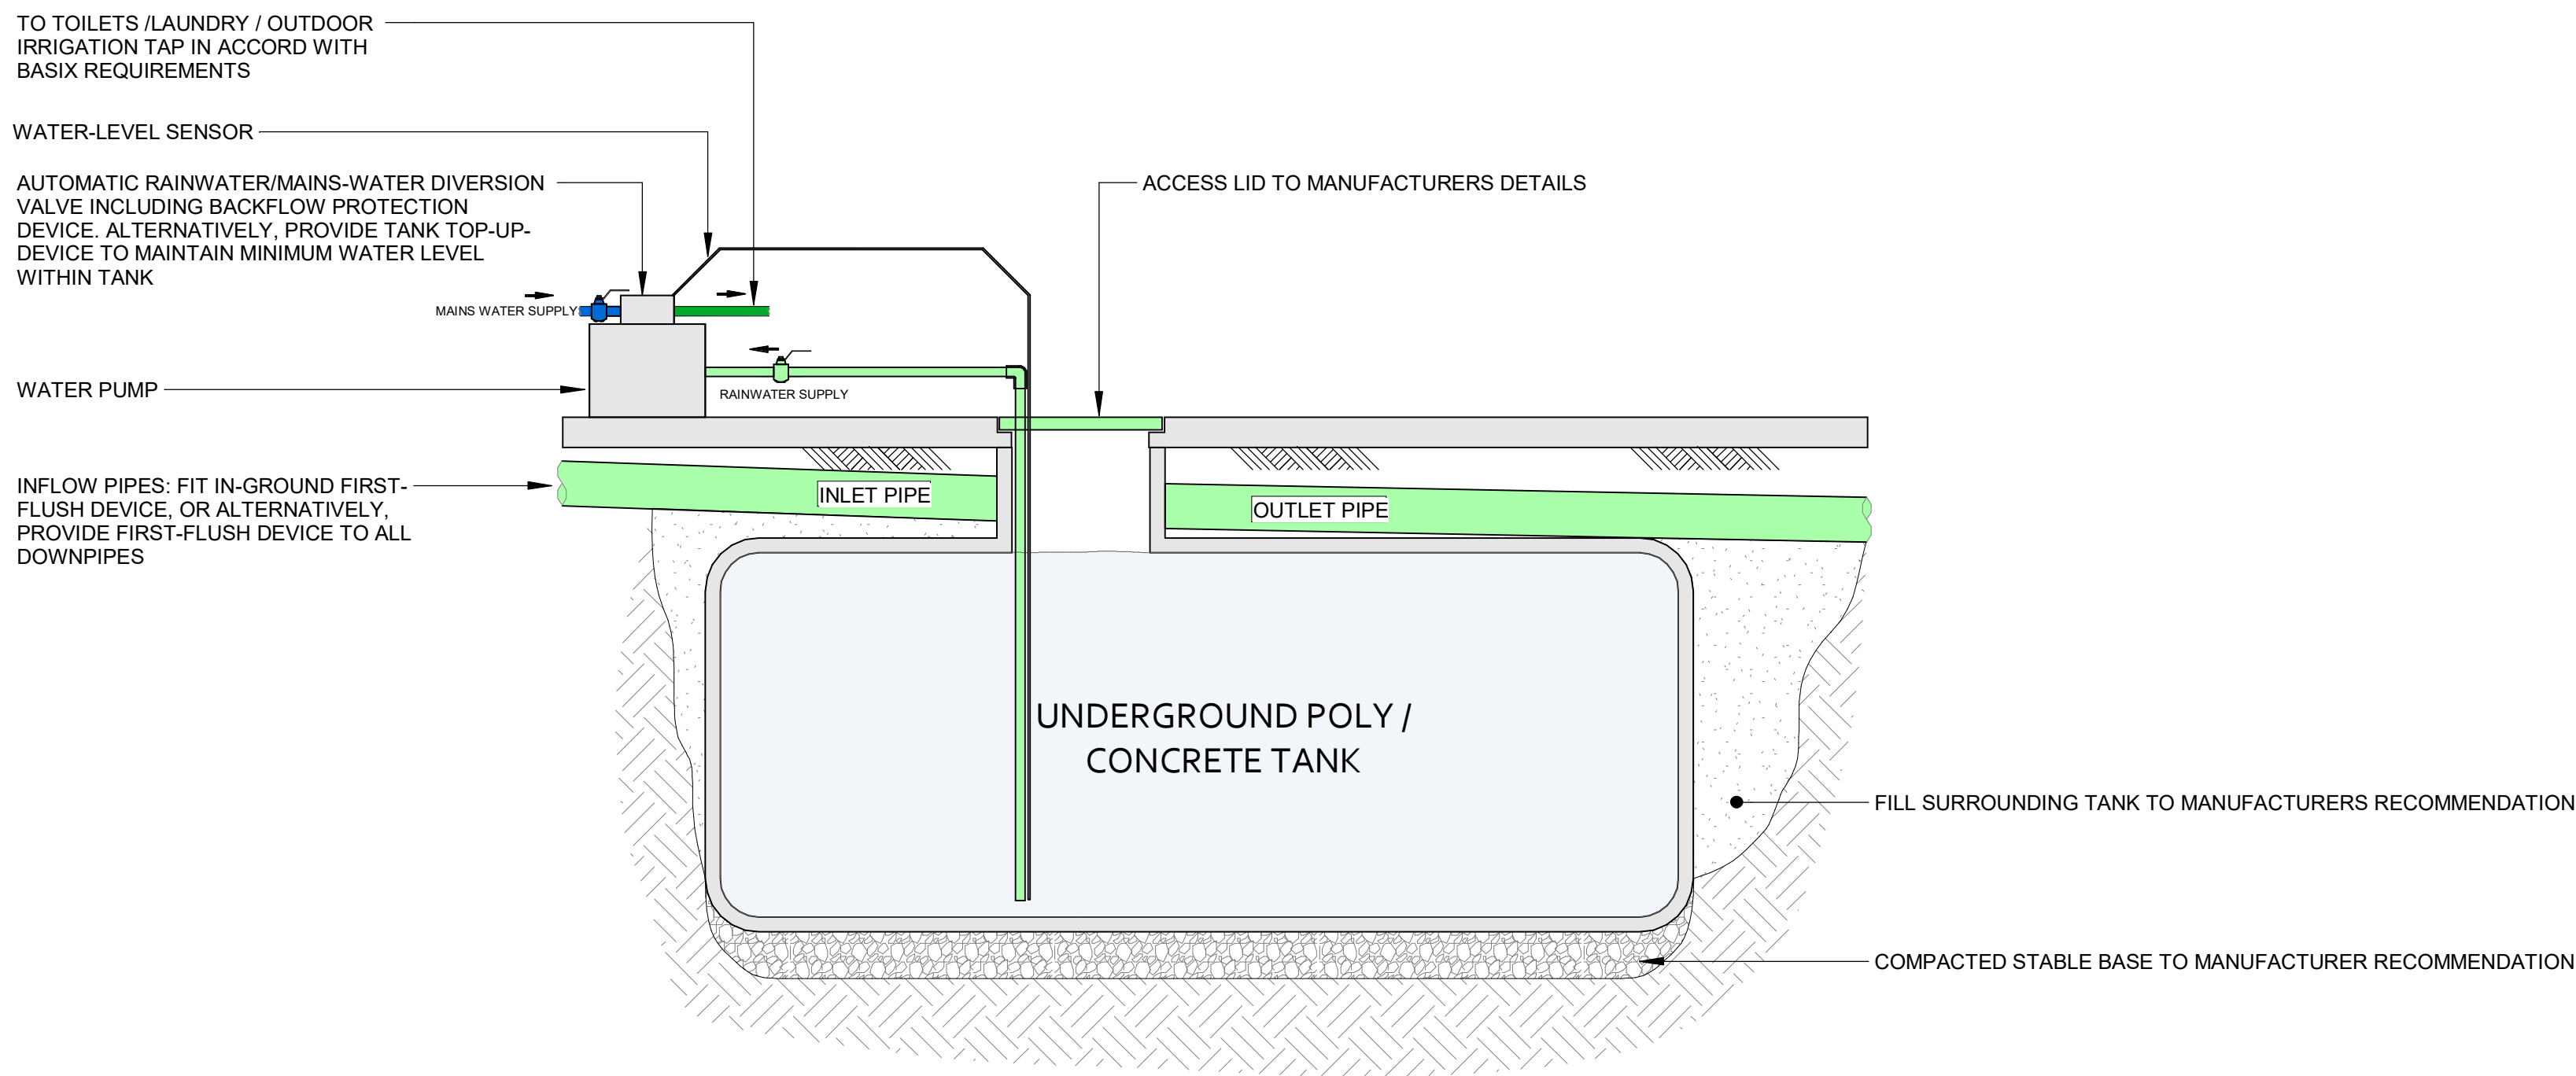 TO TOILETS /LAUNDRY / OUTDOOR
IRRIGATION TAP IN ACCORD WITH
BASIX REQUIREMENTS
WATER-LEVEL SENSOR
AUTOMATIC RAINWATER/MAINS-WATER DIVERSION
VALVE INCLUDING BACKFLOW PROTECTION
DEVICE. ALTERNATIVELY, PROVIDE TANK TOP-UP-
DEVICE TO MAINTAIN MINIMUM WATER LEVEL
WITHIN TANK
ACCESS LID TO MANUFACTURERS DETAILS
MAINS WATER SUPPLY
WATER PUMP
RAINWATER SUPPLY
INFLOW PIPES: FIT IN-GROUND FIRST-
FLUSH DEVICE, OR ALTERNATIVELY,
PROVIDE FIRST-FLUSH DEVICE TO ALL
DOWNPIPES
INLET PIPE
OUTLET PIPE
UNDERGROUND POLY /
CONCRETE TANK
FILL SURROUNDING TANK TO MANUFACTURERS RECOMMENDATION
COMPACTED STABLE BASE TO MANUFACTURER RECOMMENDATION